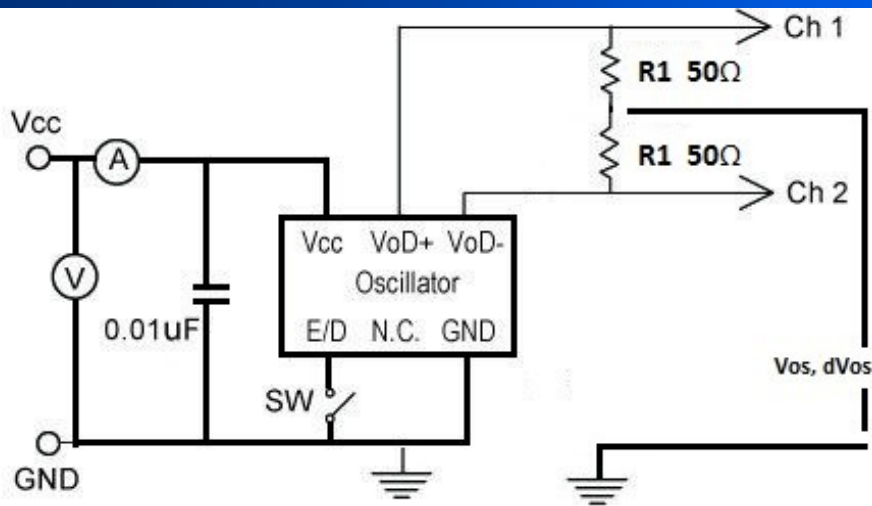 Ch 1
R1 50Ω
Vcc
A
R1 50Ω
Ch 2
Vcc VoD+ VoD-
V
Oscillator
0.01uF
E/D N.C. GND
Vos, dVos
SW
GND